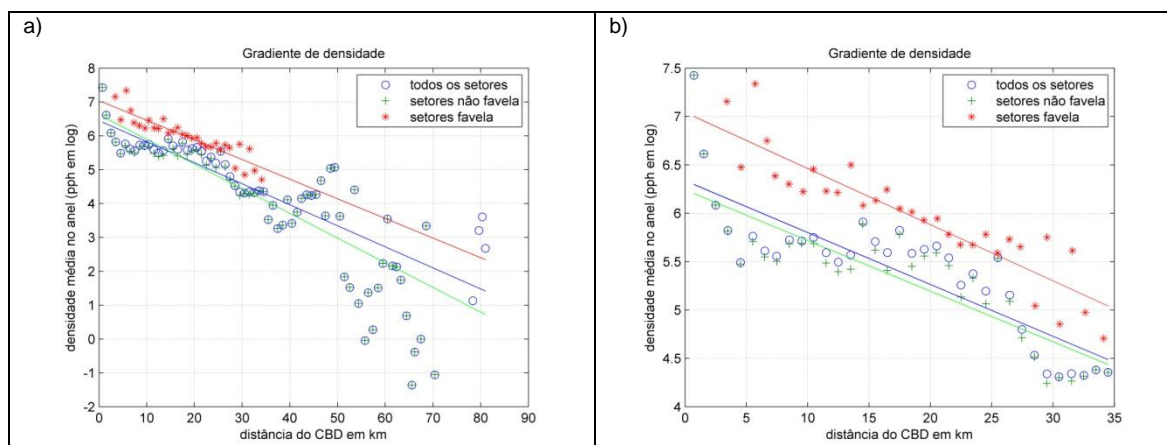 a)
Gradiente de densidade
todos os setores
setores não favela
setores favela
densidade média no anel (pph em log)
8
7
6
5
4
3
2
1
0
-1
-2
0 10 20 30 40 50 60 70 80 90
distância do CBD em km
b)
Gradiente de densidade
todos os setores
setores não favela
setores favela
densidade média no anel (pph em log)
7.5
7
6.5
6
5.5
5
4.5
4
0 5 10 15 20 25 30 35
distância do CBD em km